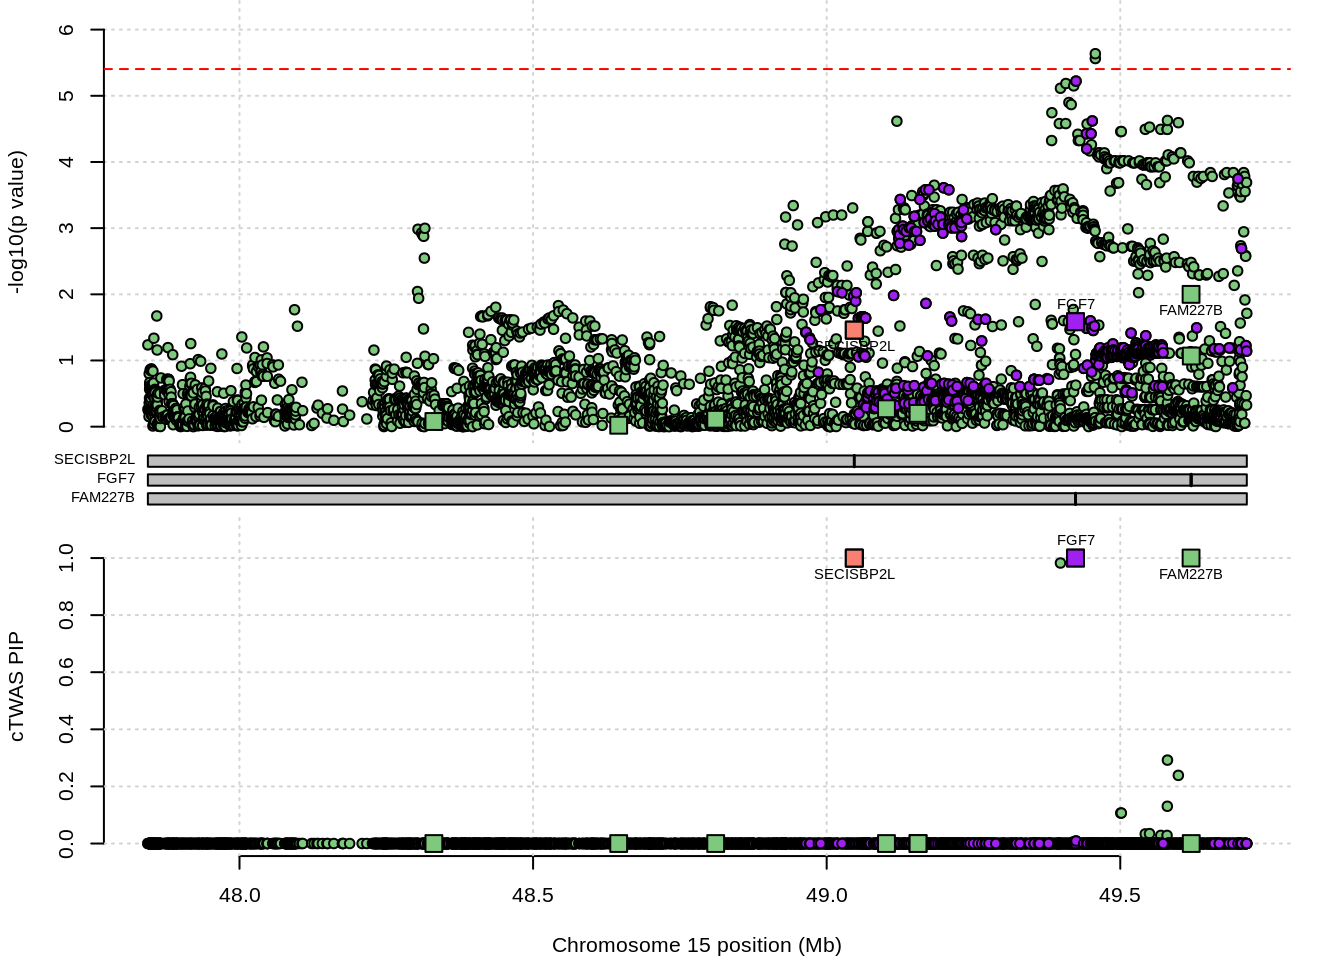 6
5
4
3
2
1
0
-log10(p value)
FGF7
FAM227B
SECISBP2L
SECISBP2L
FGF7
FAM227B
1.0
0.8
0.6
0.4
0.2
0.0
cTWAS PIP
FGF7
SECISBP2L
FAM227B
48.0 48.5 49.0 49.5
Chromosome 15 position (Mb)